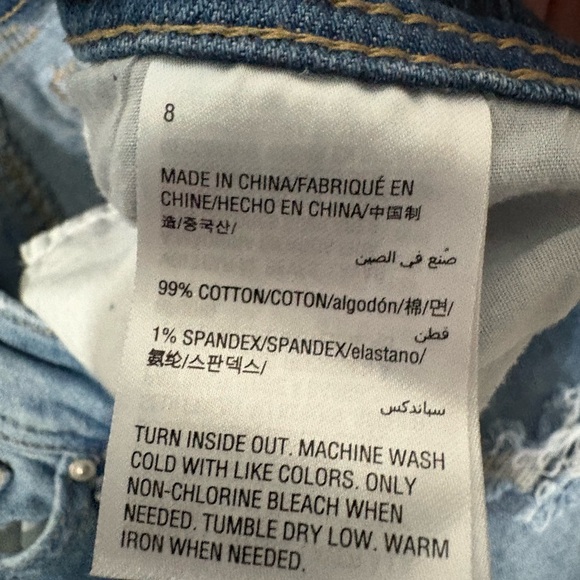 8
MADE IN CHINA/FABRIQUÉ EN
CHINE/HECHO EN CHINA/中国制
造/중국산/
صُنع في الصين
99% COTTON/COTON/algodón/棉/면/
قطن
1% SPANDEX/SPANDEX/elastano/
氨纶/스판덱스/
سباندكس
TURN INSIDE OUT. MACHINE WASH
COLD WITH LIKE COLORS. ONLY
NON-CHLORINE BLEACH WHEN
NEEDED. TUMBLE DRY LOW. WARM
IRON WHEN NEEDED.